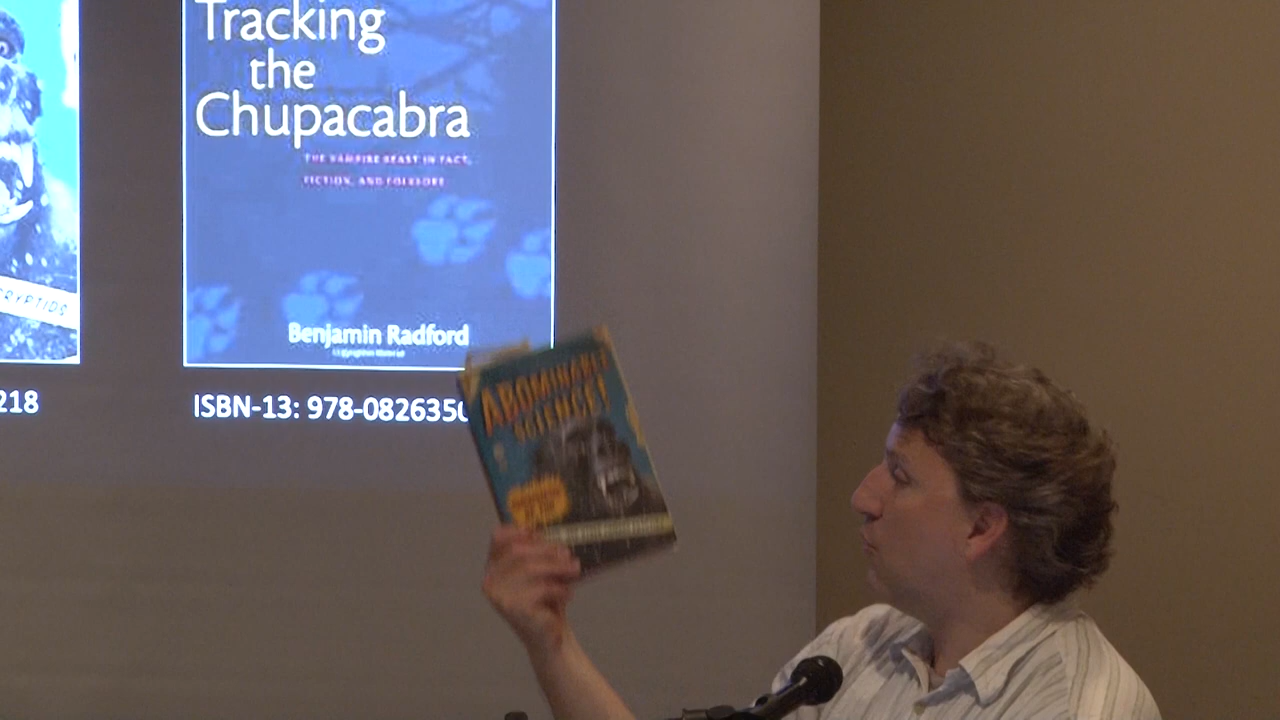 Tracking
the
Chupacabra
THE VAMPIRE BEAST IN FACT,
FICTION, AND FOLKLORE
CRYPTIDS
Benjamin Radford
218
ISBN-13: 978-0826350
ABOMINABLE
SCIENCE!